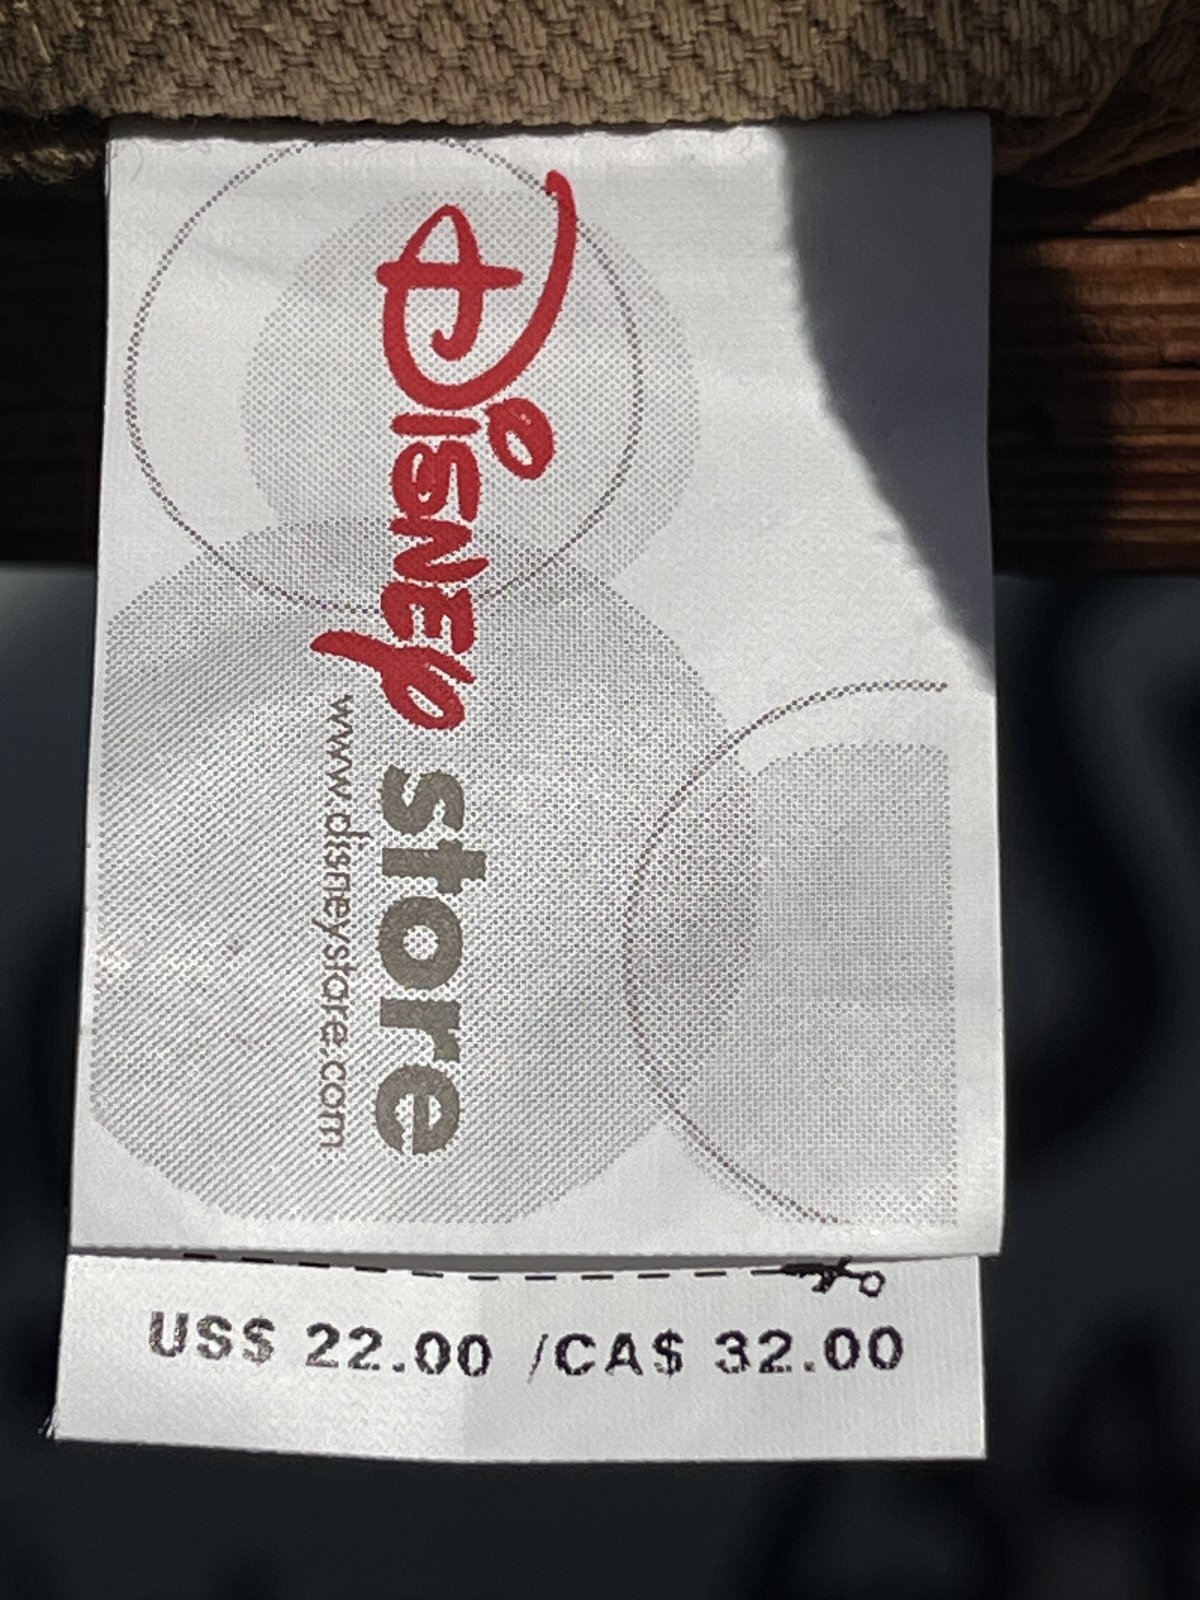 Disney store
www.disneystore.com
US$ 22.00 /CA$ 32.00